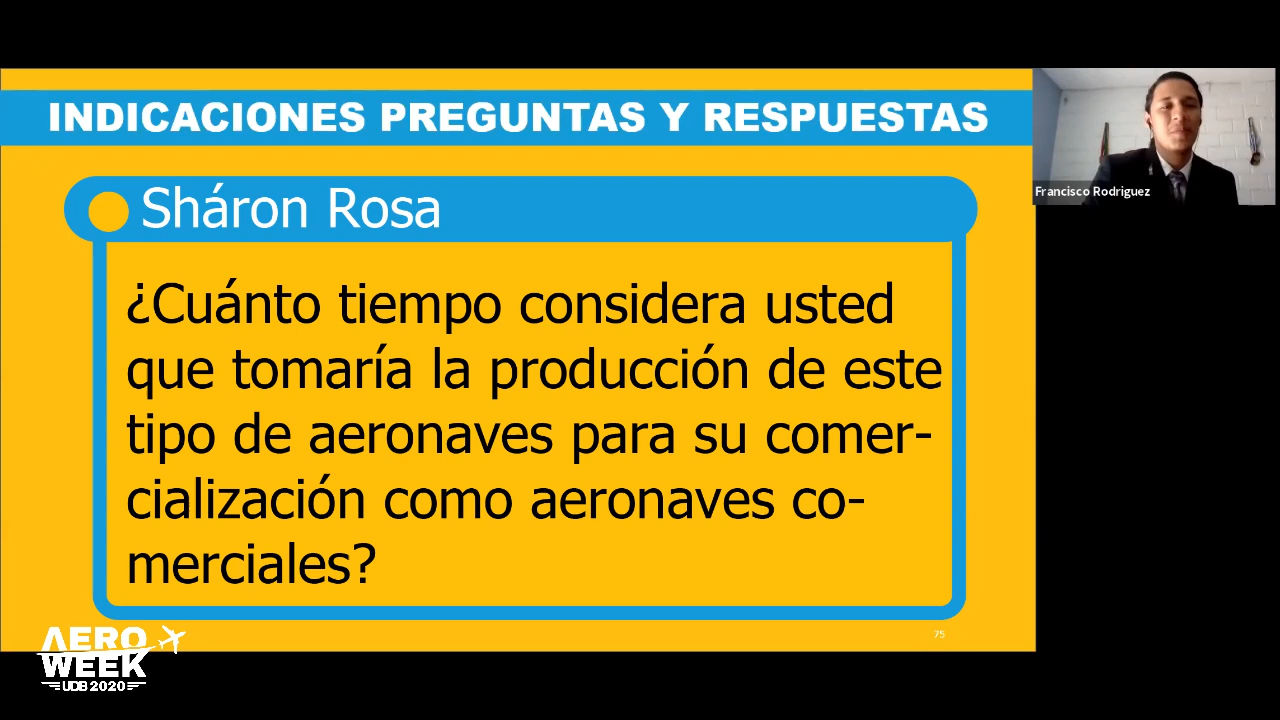 INDICACIONES PREGUNTAS Y RESPUESTAS
Sháron Rosa
¿Cuánto tiempo considera usted
que tomaría la producción de este
tipo de aeronaves para su comer-
cialización como aeronaves co-
merciales?
75
Francisco Rodriguez
AERO
WEEK
UDB 2020